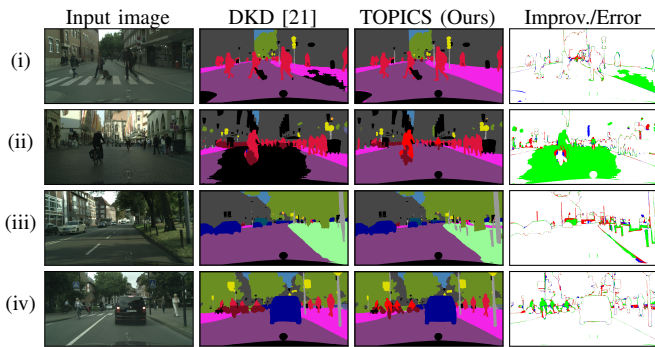 Input image DKD [21] TOPICS (Ours) Improv./Error
(i)
(ii)
(iii)
(iv)